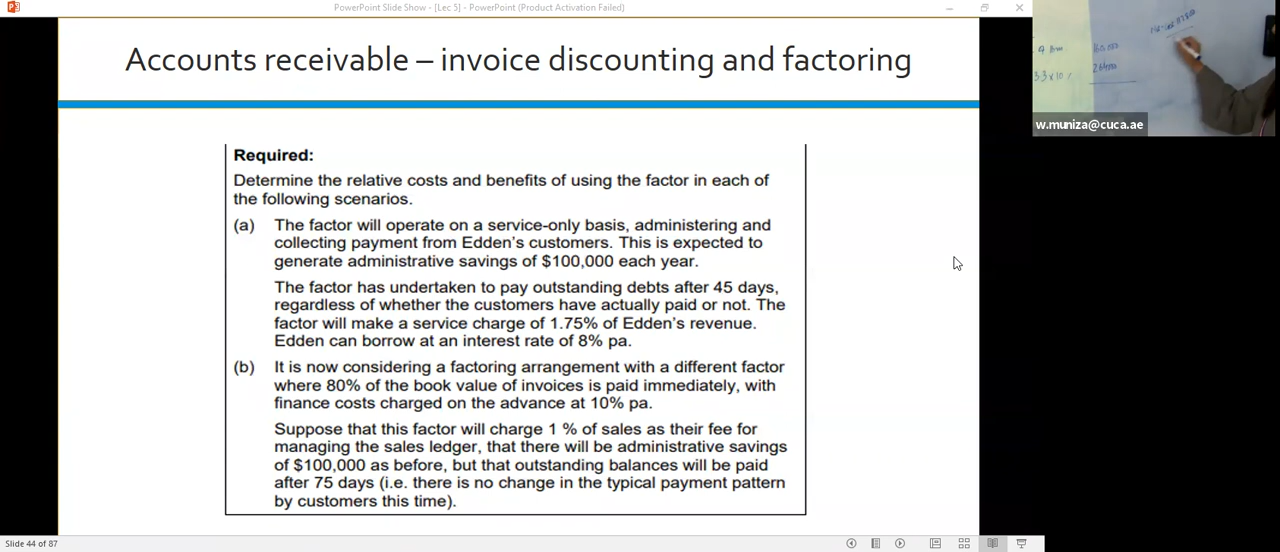 PowerPoint Slide Show - [Lec 3] - PowerPoint (Product Activation Failed)
Accounts receivable – invoice discounting and factoring
w.muniza@cuca.ae
Required:
Determine the relative costs and benefits of using the factor in each of
the following scenarios.
(a) The factor will operate on a service-only basis, administering and
collecting payment from Edden's customers. This is expected to
generate administrative savings of $100,000 each year.
The factor has undertaken to pay outstanding debts after 45 days,
regardless of whether the customers have actually paid or not. The
factor will make a service charge of 1.75% of Edden's revenue.
Edden can borrow at an interest rate of 8% pa.
(b) It is now considering a factoring arrangement with a different factor
where 80% of the book value of invoices is paid immediately, with
finance costs charged on the advance at 10% pa.
Suppose that this factor will charge 1 % of sales as their fee for
managing the sales ledger, that there will be administrative savings
of $100,000 as before, but that outstanding balances will be paid
after 75 days (i.e. there is no change in the typical payment pattern
by customers this time).
Slide 44 of 87